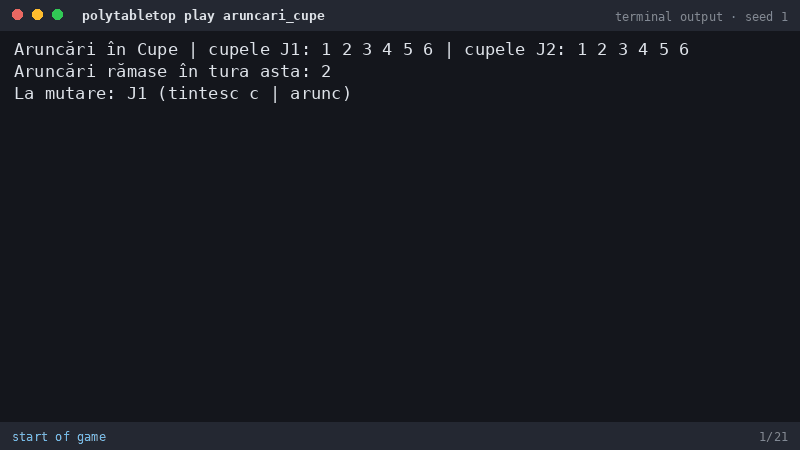 polytabletop play aruncari_cupe
terminal output · seed 1
Aruncări în Cupe | cupele J1: 1 2 3 4 5 6 | cupele J2: 1 2 3 4 5 6
Aruncări rămase în tura asta: 2
La mutare: J1 (tintesc c | arunc)
start of game
1/21